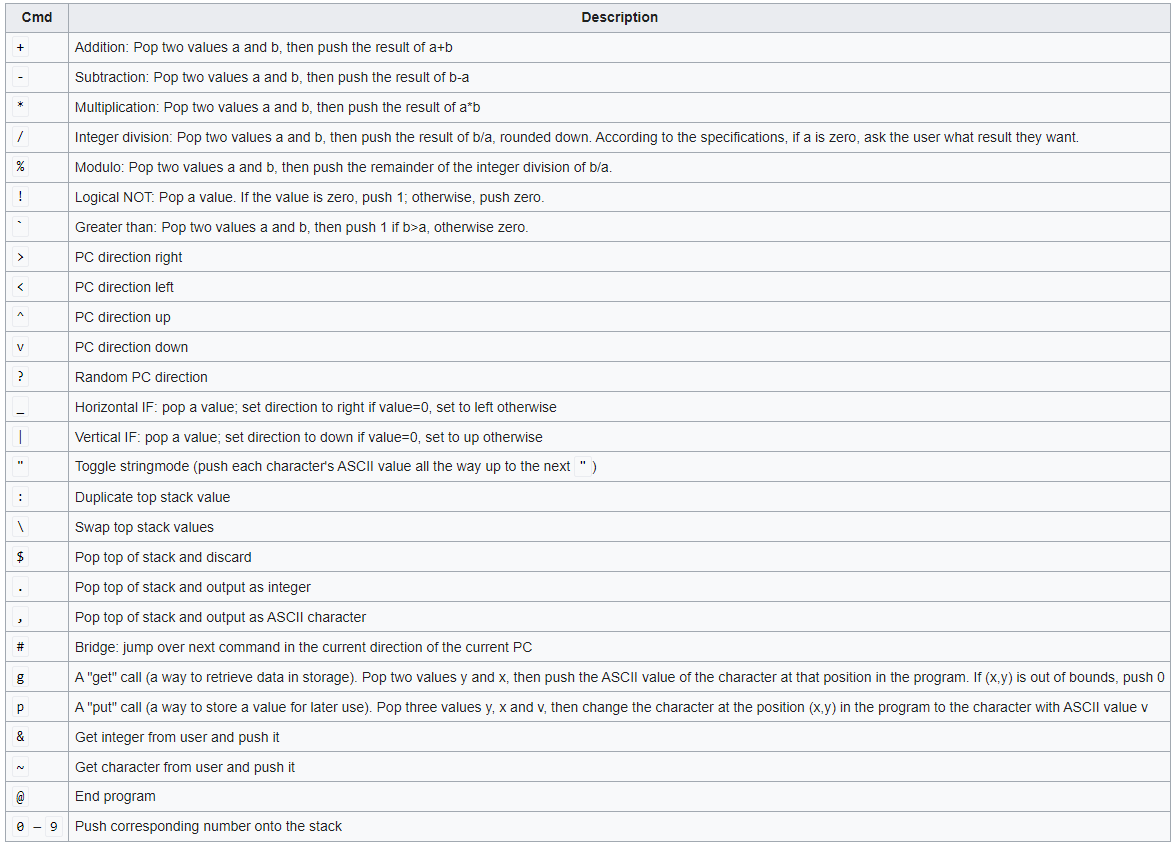 Cmd Description
+ Addition: Pop two values a and b, then push the result of a+b
- Subtraction: Pop two values a and b, then push the result of b-a
* Multiplication: Pop two values a and b, then push the result of a*b
/ Integer division: Pop two values a and b, then push the result of b/a, rounded down. According to the specifications, if a is zero, ask the user what result they want.
% Modulo: Pop two values a and b, then push the remainder of the integer division of b/a.
! Logical NOT: Pop a value. If the value is zero, push 1; otherwise, push zero.
` Greater than: Pop two values a and b, then push 1 if b>a, otherwise zero.
> PC direction right
< PC direction left
^ PC direction up
v PC direction down
? Random PC direction
_ Horizontal IF: pop a value; set direction to right if value=0, set to left otherwise
| Vertical IF: pop a value; set direction to down if value=0, set to up otherwise
" Toggle stringmode (push each character's ASCII value all the way up to the next " )
: Duplicate top stack value
\ Swap top stack values
$ Pop top of stack and discard
. Pop top of stack and output as integer
, Pop top of stack and output as ASCII character
# Bridge: jump over next command in the current direction of the current PC
g A "get" call (a way to retrieve data in storage). Pop two values y and x, then push the ASCII value of the character at that position in the program. If (x,y) is out of bounds, push 0
p A "put" call (a way to store a value for later use). Pop three values y, x and v, then change the character at the position (x,y) in the program to the character with ASCII value v
& Get integer from user and push it
~ Get character from user and push it
@ End program
0 – 9 Push corresponding number onto the stack